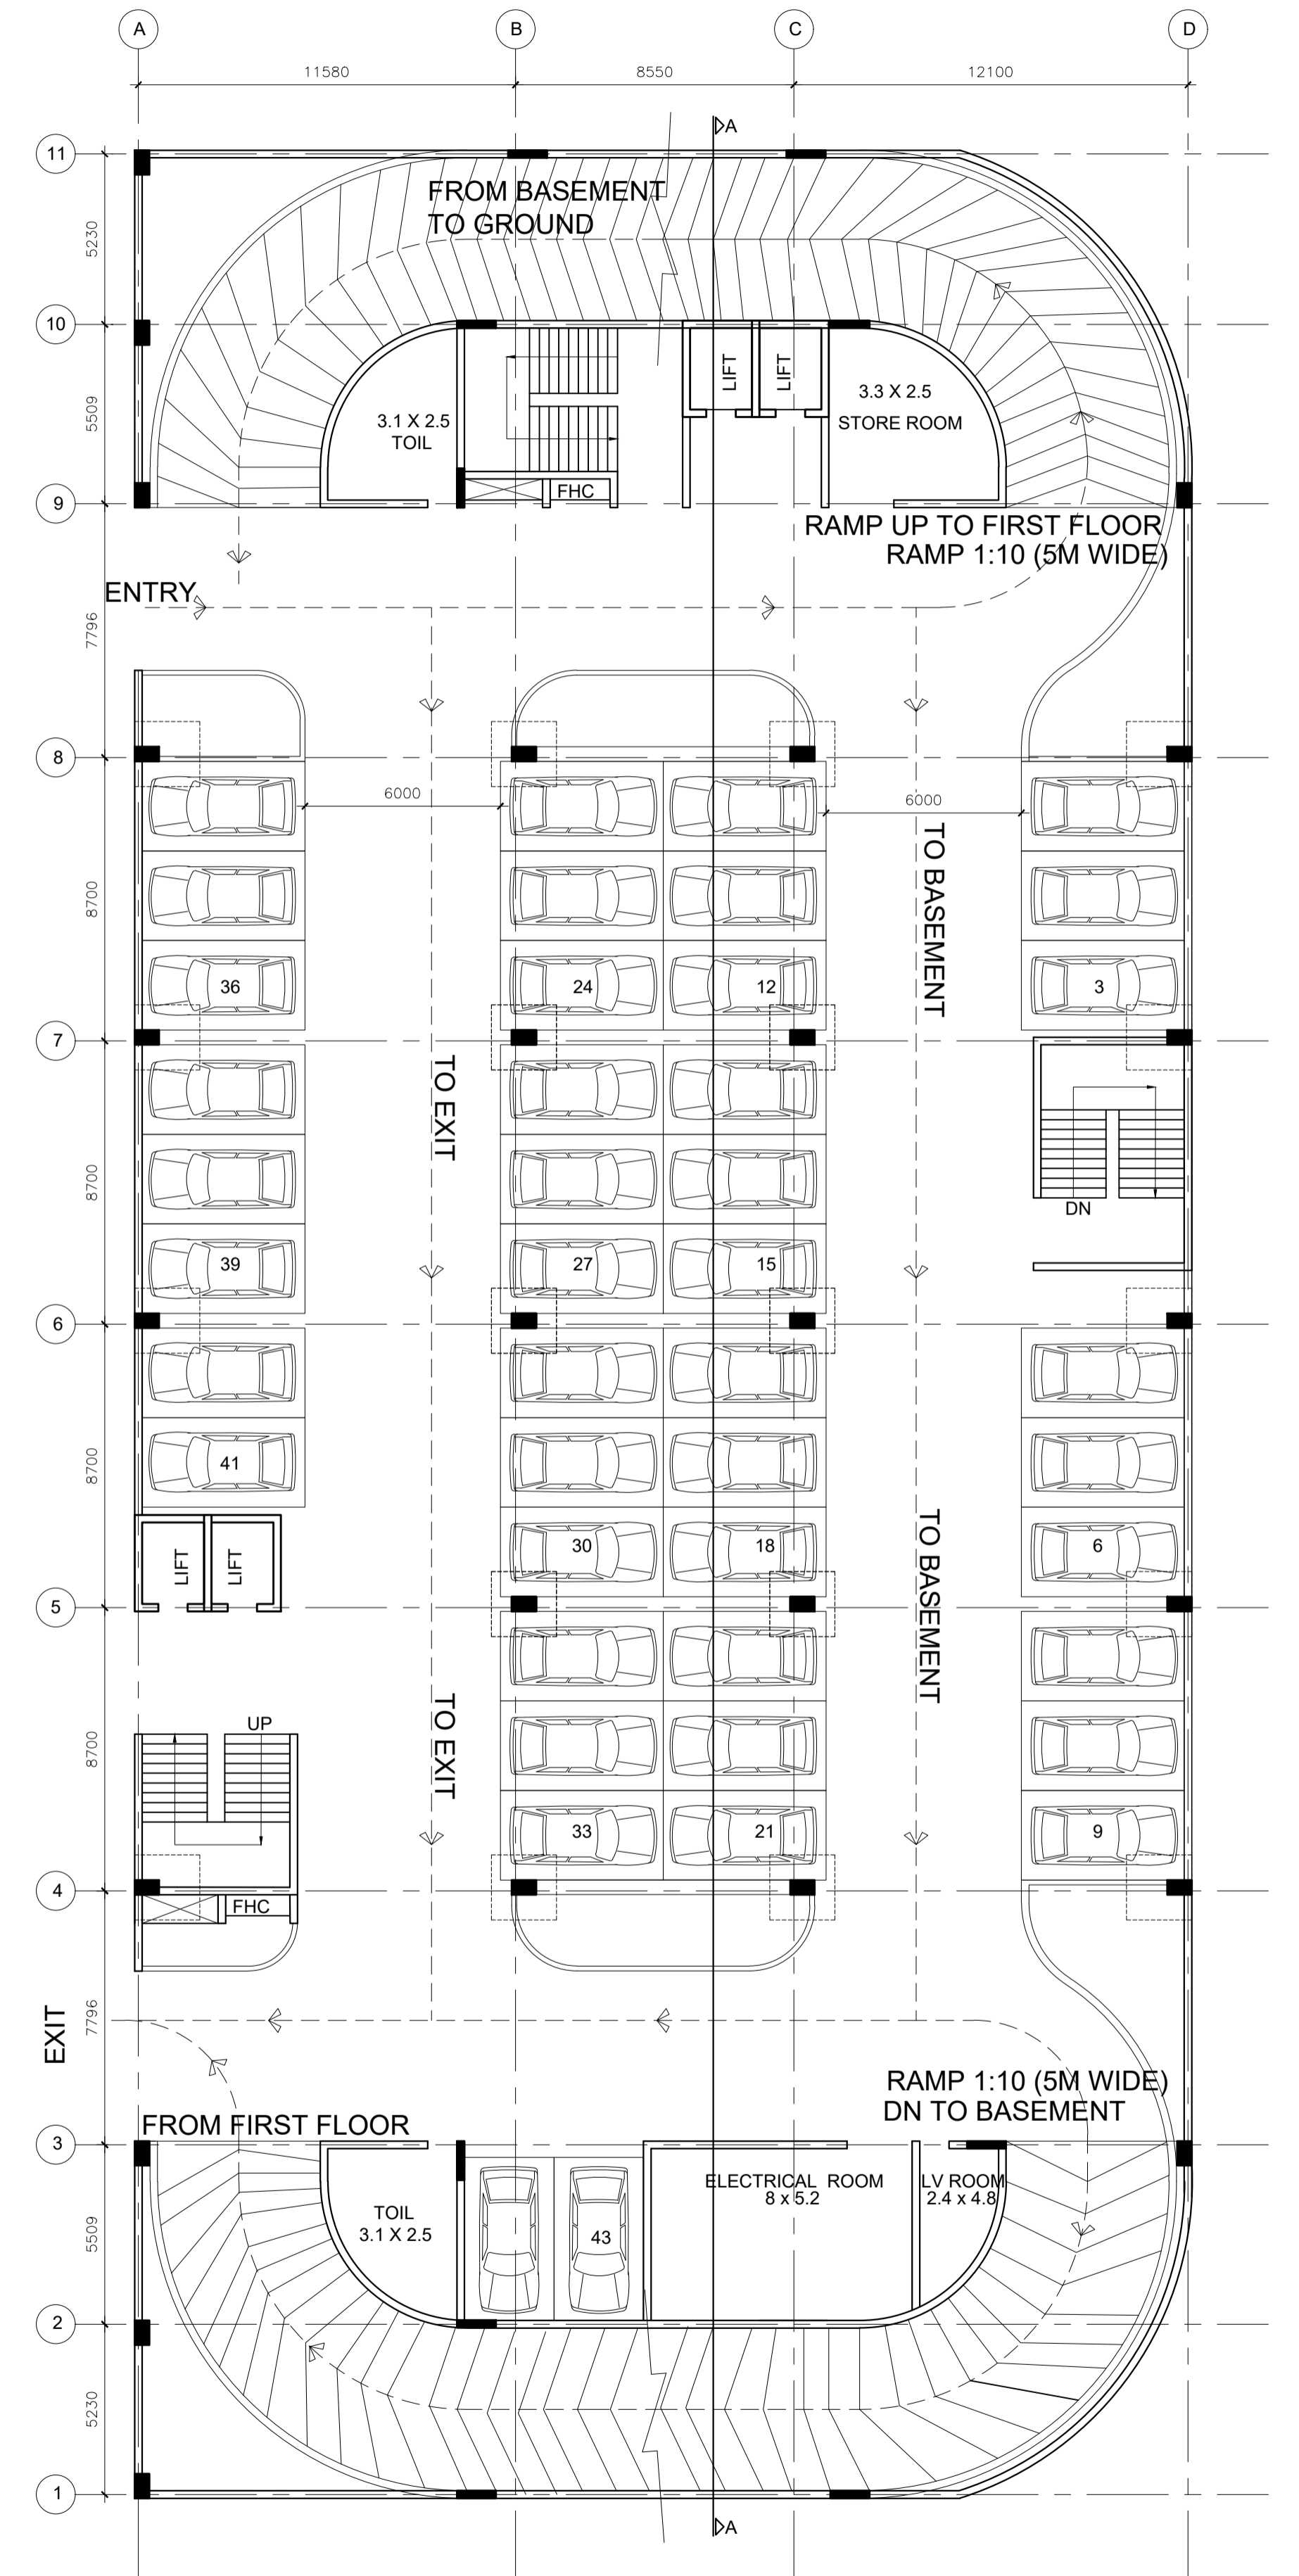 A
B
C
D
11580
8550
12100
A
11
5230
FROM BASEMENT
TO GROUND
10
5509
3.1 X 2.5
TOIL
LIFT
LIFT
3.3 X 2.5
STORE ROOM
FHC
9
RAMP UP TO FIRST FLOOR
RAMP 1:10 (5M WIDE)
ENTRY
7796
8
6000
6000
TO BASEMENT
8700
36
24
12
3
7
TO EXIT
8700
DN
39
27
15
6
8700
41
LIFT
LIFT
30
18
6
TO BASEMENT
5
TO EXIT
UP
8700
33
21
9
4
FHC
EXIT
7796
RAMP 1:10 (5M WIDE)
DN TO BASEMENT
FROM FIRST FLOOR
3
ELECTRICAL ROOM
8 x 5.2
LV ROOM
2.4 x 4.8
TOIL
3.1 X 2.5
43
5509
2
5230
1
A